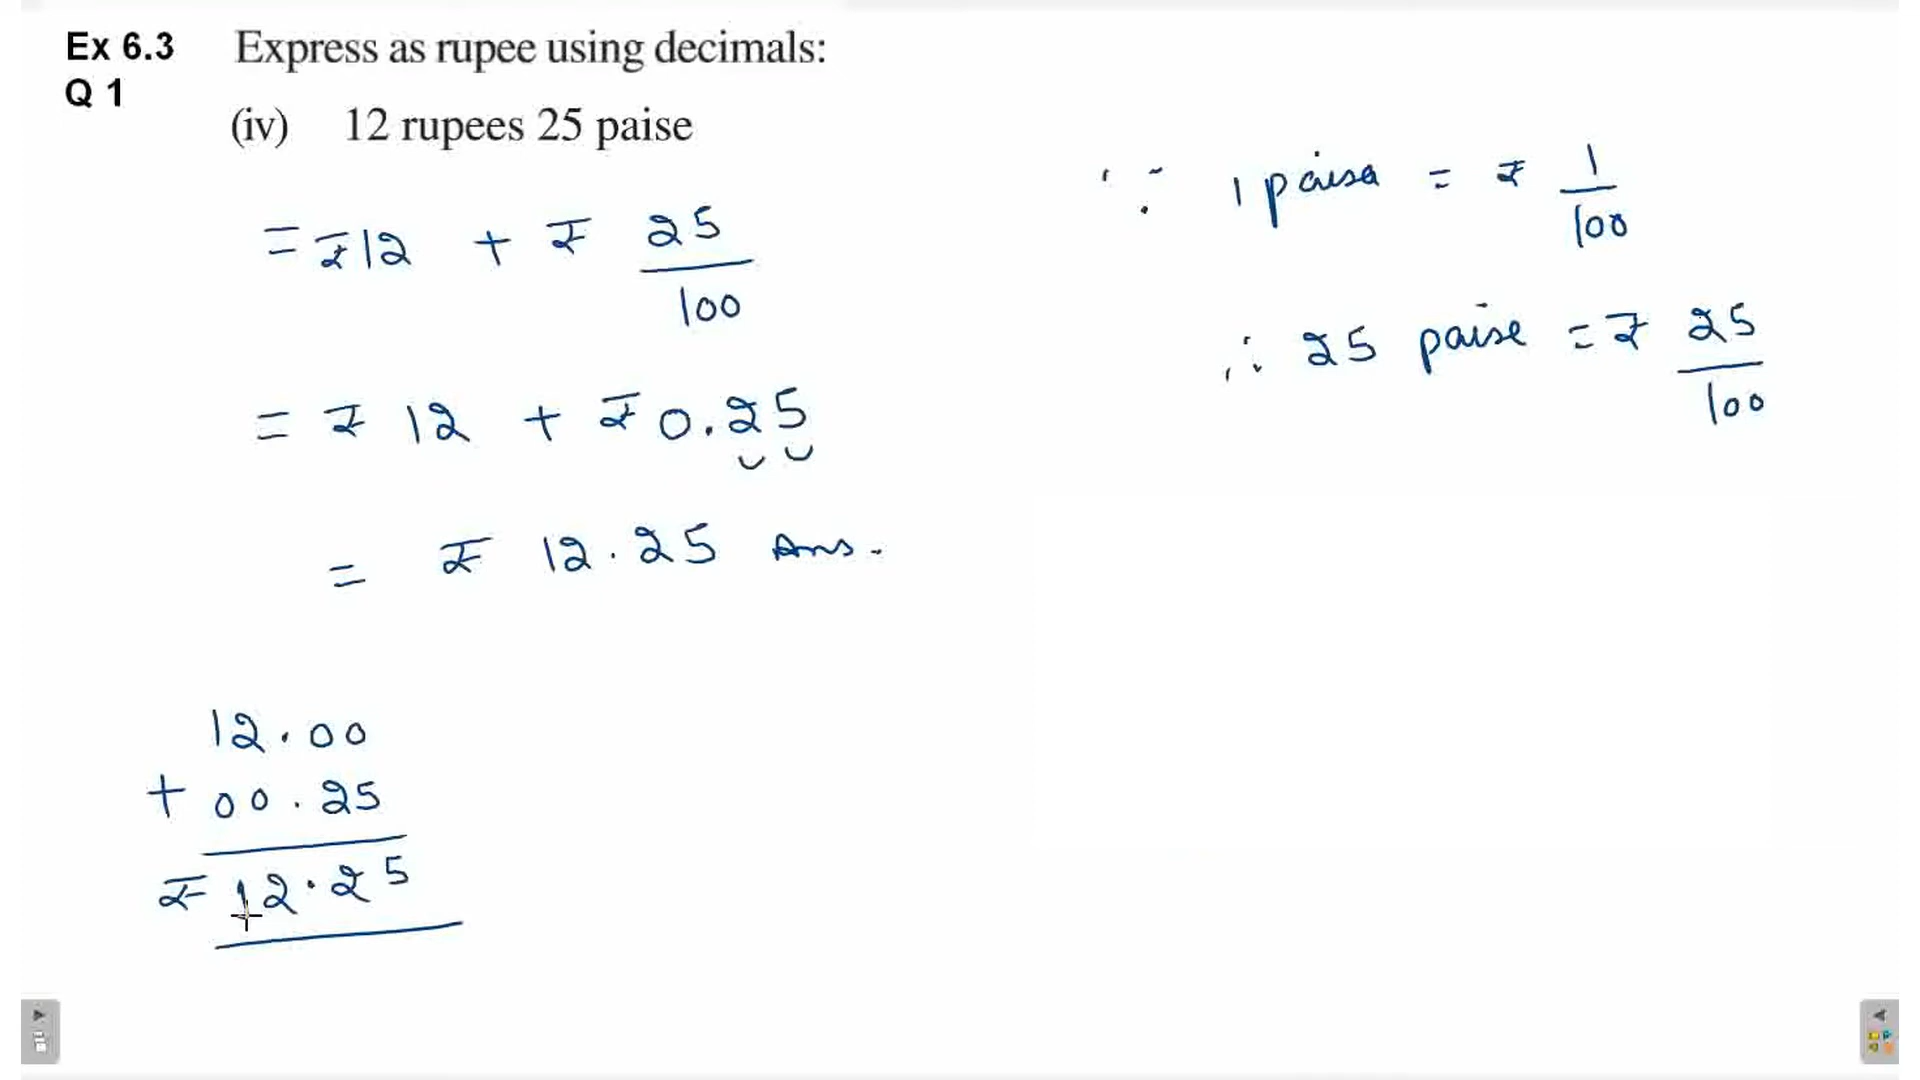 Ex 6.3 Express as rupee using decimals:
Q 1
(iv) 12 rupees 25 paise
= ₹12 + ₹ 25/100
= ₹ 12 + ₹0.25
= ₹ 12.25 Ans.
12.00
+ 00.25
₹ 12.25
∵ 1 paisa = ₹ 1/100
∴ 25 paise = ₹ 25/100